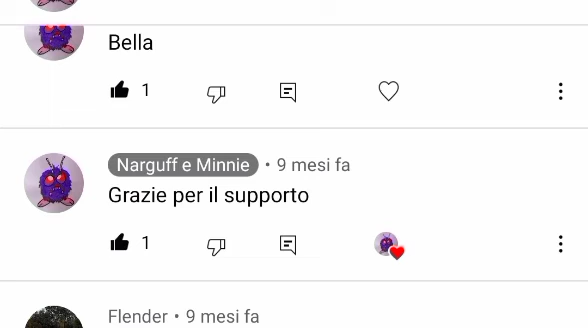 Bella
1
Narguff e Minnie • 9 mesi fa
Grazie per il supporto
1
Flender • 9 mesi fa